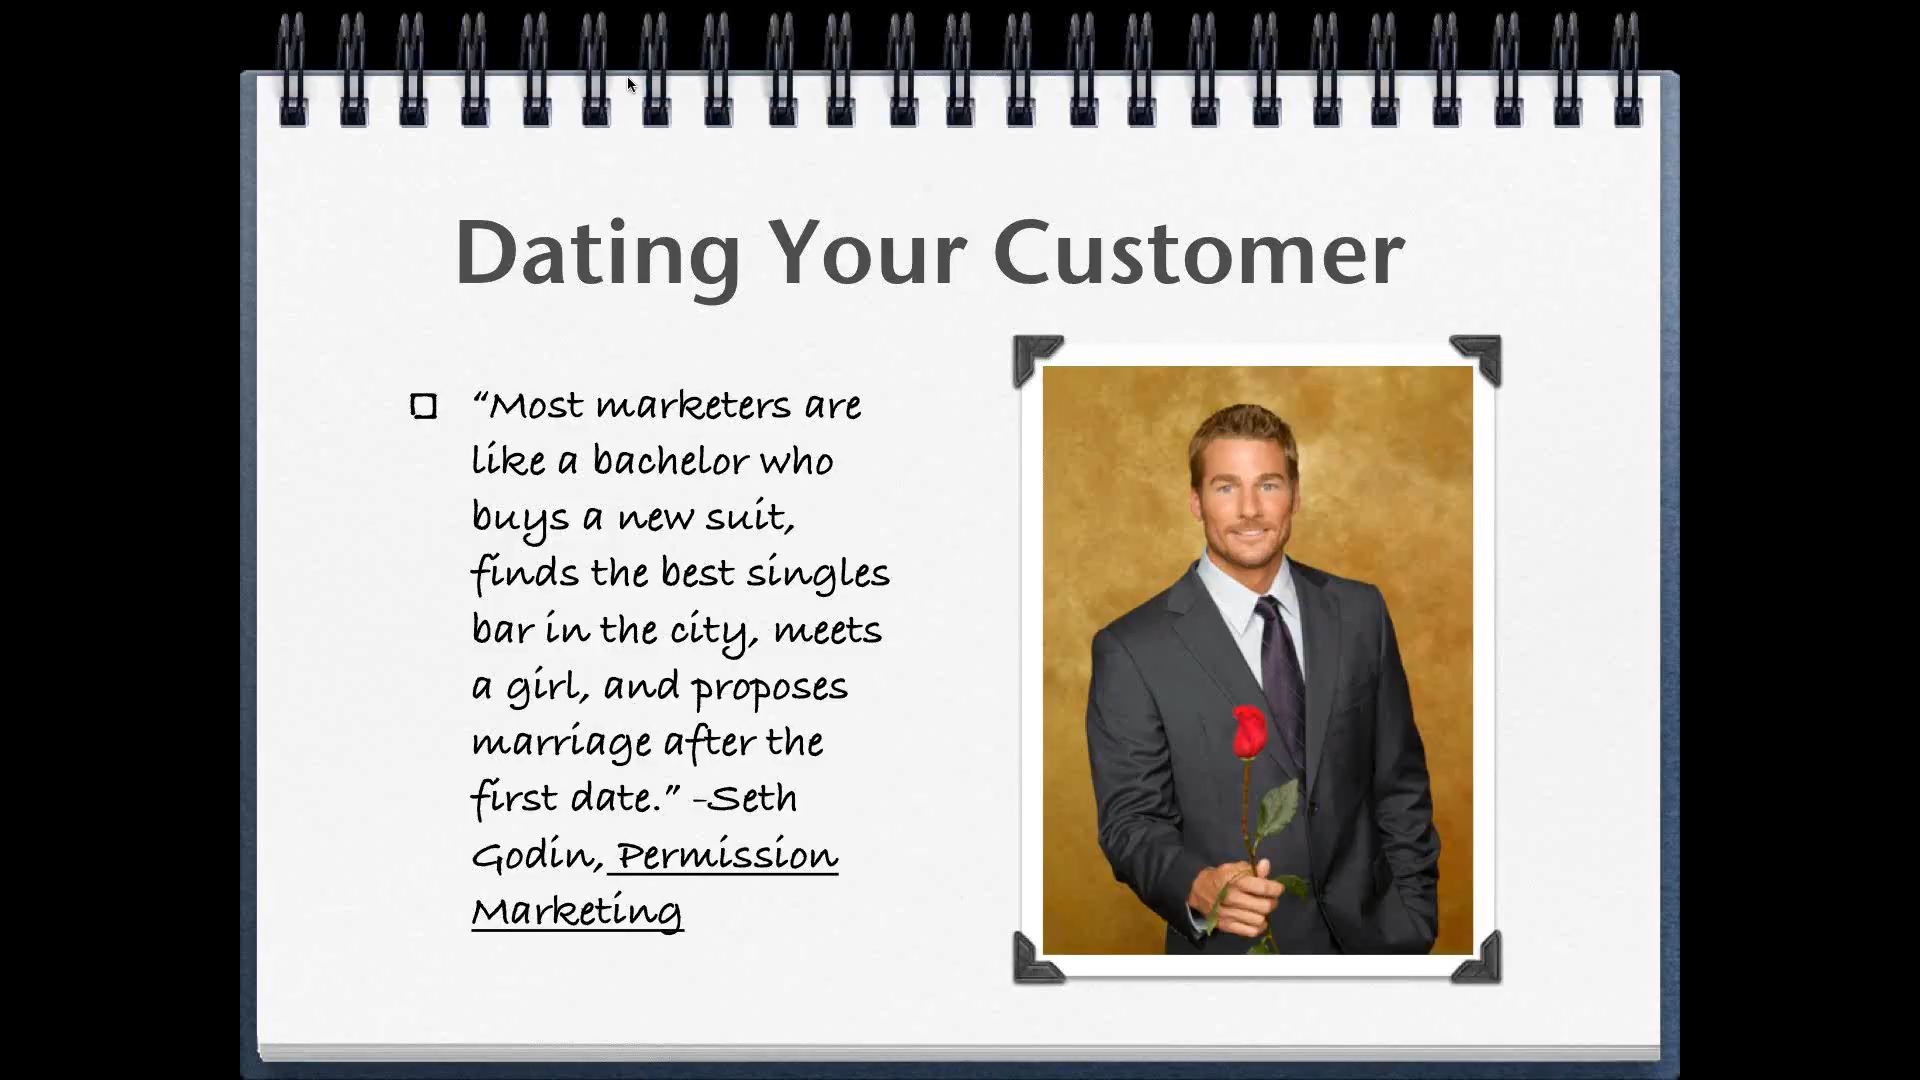 Dating Your Customer
“Most marketers are
like a bachelor who
buys a new suit,
finds the best singles
bar in the city, meets
a girl, and proposes
marriage after the
first date.” -Seth
Godin, Permission
Marketing